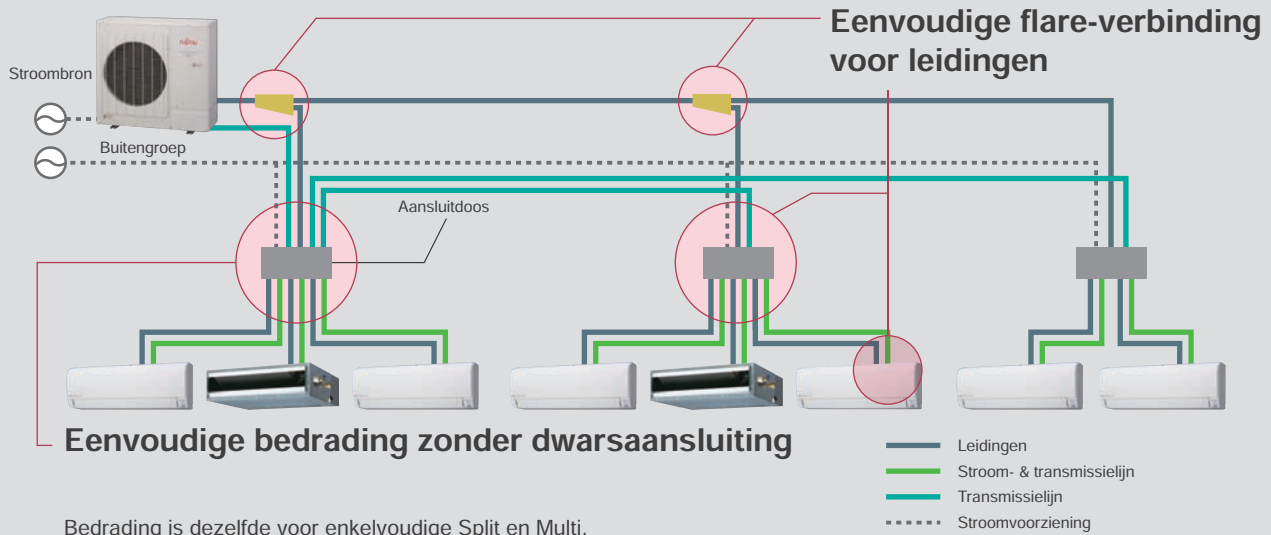 Eenvoudige flare-verbinding
voor leidingen
FUJITSU
Stroombron
Buitengroep
Aansluitdoos
Eenvoudige bedrading zonder dwarsaansluiting
Leidingen
Stroom- & transmissielijn
Transmissielijn
Stroomvoorziening
Bedrading is dezelfde voor enkelvoudige Split en Multi.